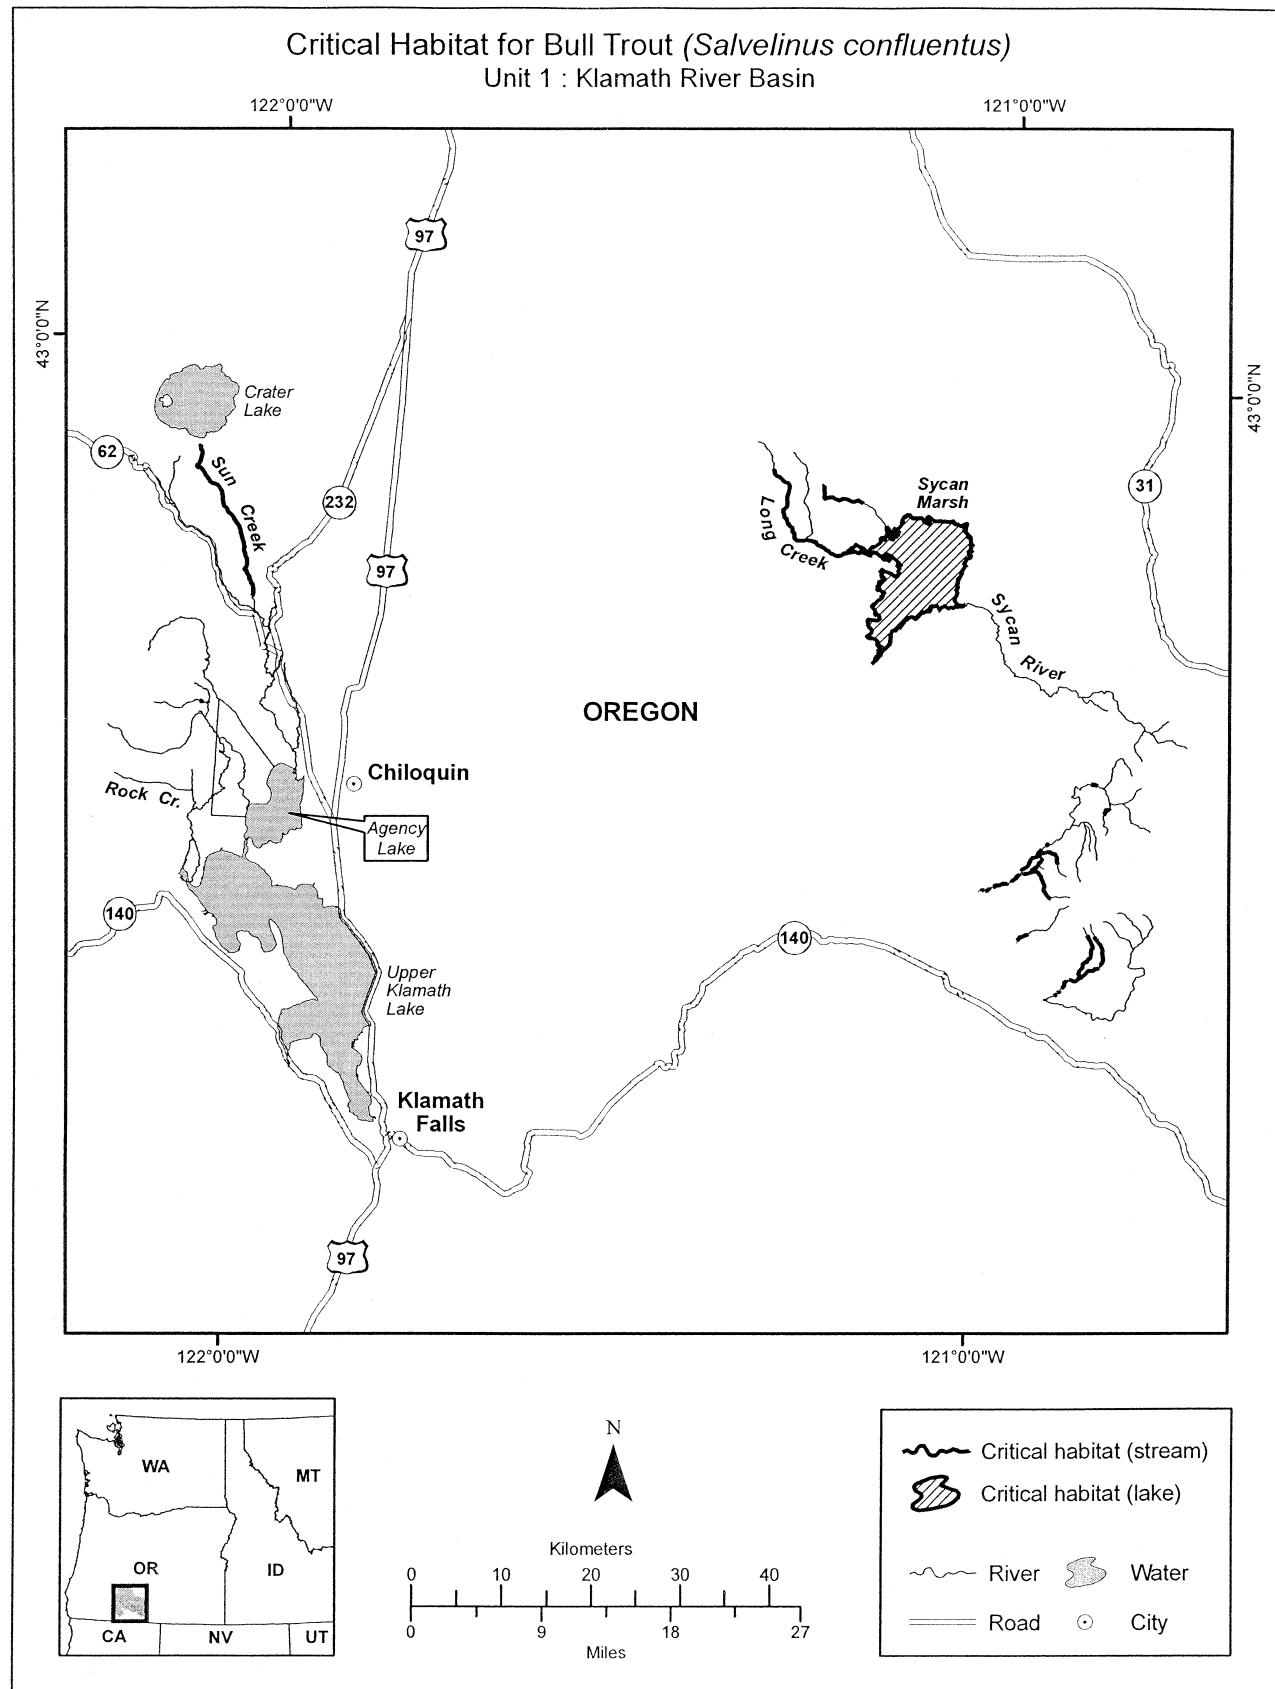 Critical Habitat for Bull Trout (Salvelinus confluentus)
Unit 1 : Klamath River Basin
122°0'0"W
121°0'0"W
97
43°0'0"N
43°0'0"N
Crater
Lake
62
Sun
Creek
232
97
31
Sycan
Marsh
Long
Creek
Sycan
River
OREGON
Chiloquin
Rock Cr.
Agency
Lake
140
140
Upper
Klamath
Lake
Klamath
Falls
97
122°0'0"W
121°0'0"W
WA
MT
OR
ID
CA
NV
UT
N
Kilometers
0 10 20 30 40
0 9 18 27
Miles
Critical habitat (stream)
Critical habitat (lake)
River
Water
Road
City